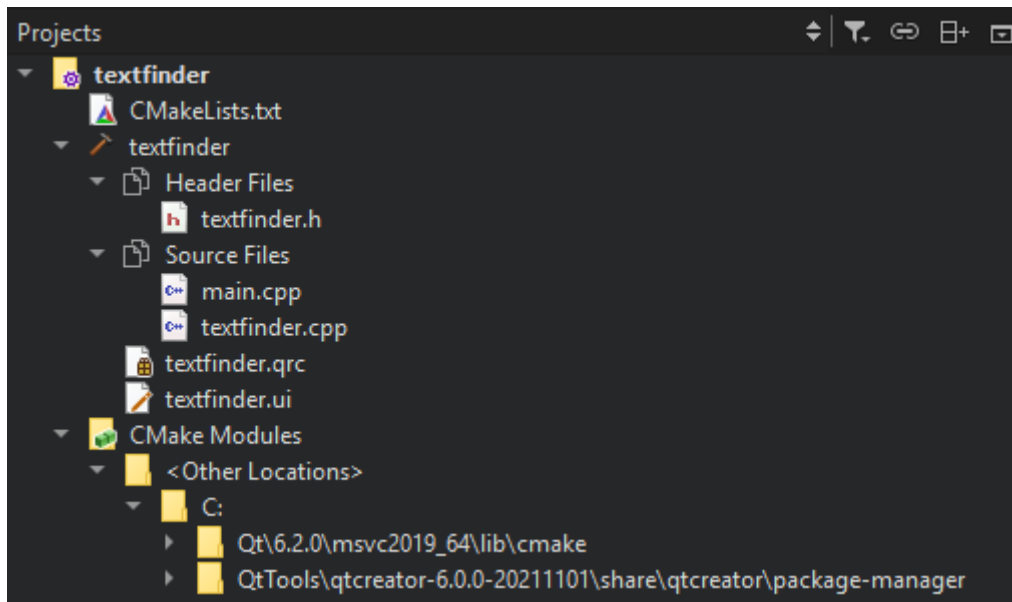 Projects
textfinder
CMakeLists.txt
textfinder
Header Files
textfinder.h
Source Files
main.cpp
textfinder.cpp
textfinder.qrc
textfinder.ui
CMake Modules
<Other Locations>
C:
Qt\6.2.0\msvc2019_64\lib\cmake
QtTools\qtcreator-6.0.0-20211101\share\qtcreator\package-manager